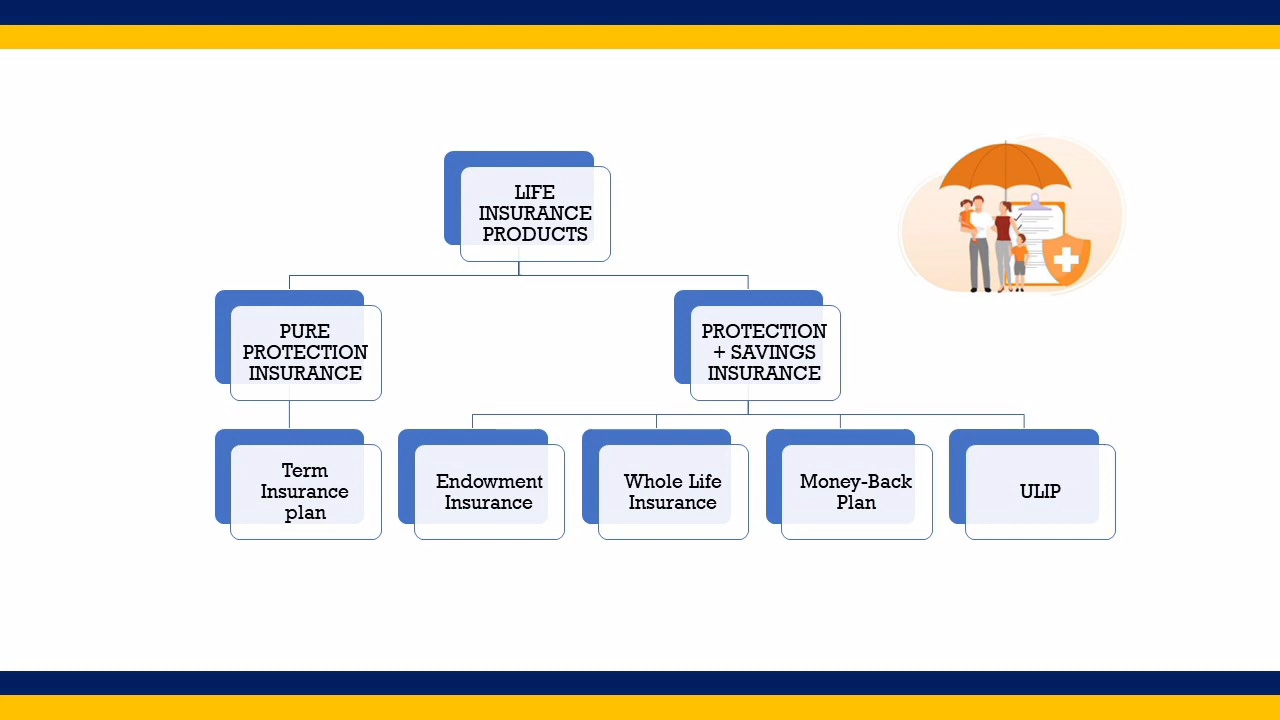 LIFE
INSURANCE
PRODUCTS
PURE
PROTECTION
INSURANCE
PROTECTION
+ SAVINGS
INSURANCE
Term
Insurance
plan
Endowment
Insurance
Whole Life
Insurance
Money-Back
Plan
ULIP